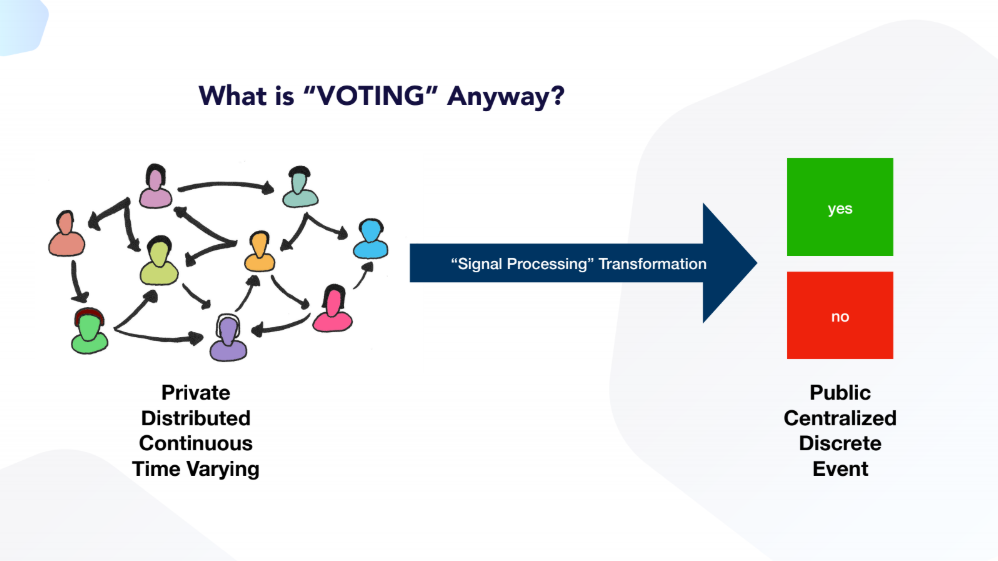 What is “VOTING” Anyway?
“Signal Processing” Transformation
yes
no
Private
Distributed
Continuous
Time Varying
Public
Centralized
Discrete
Event